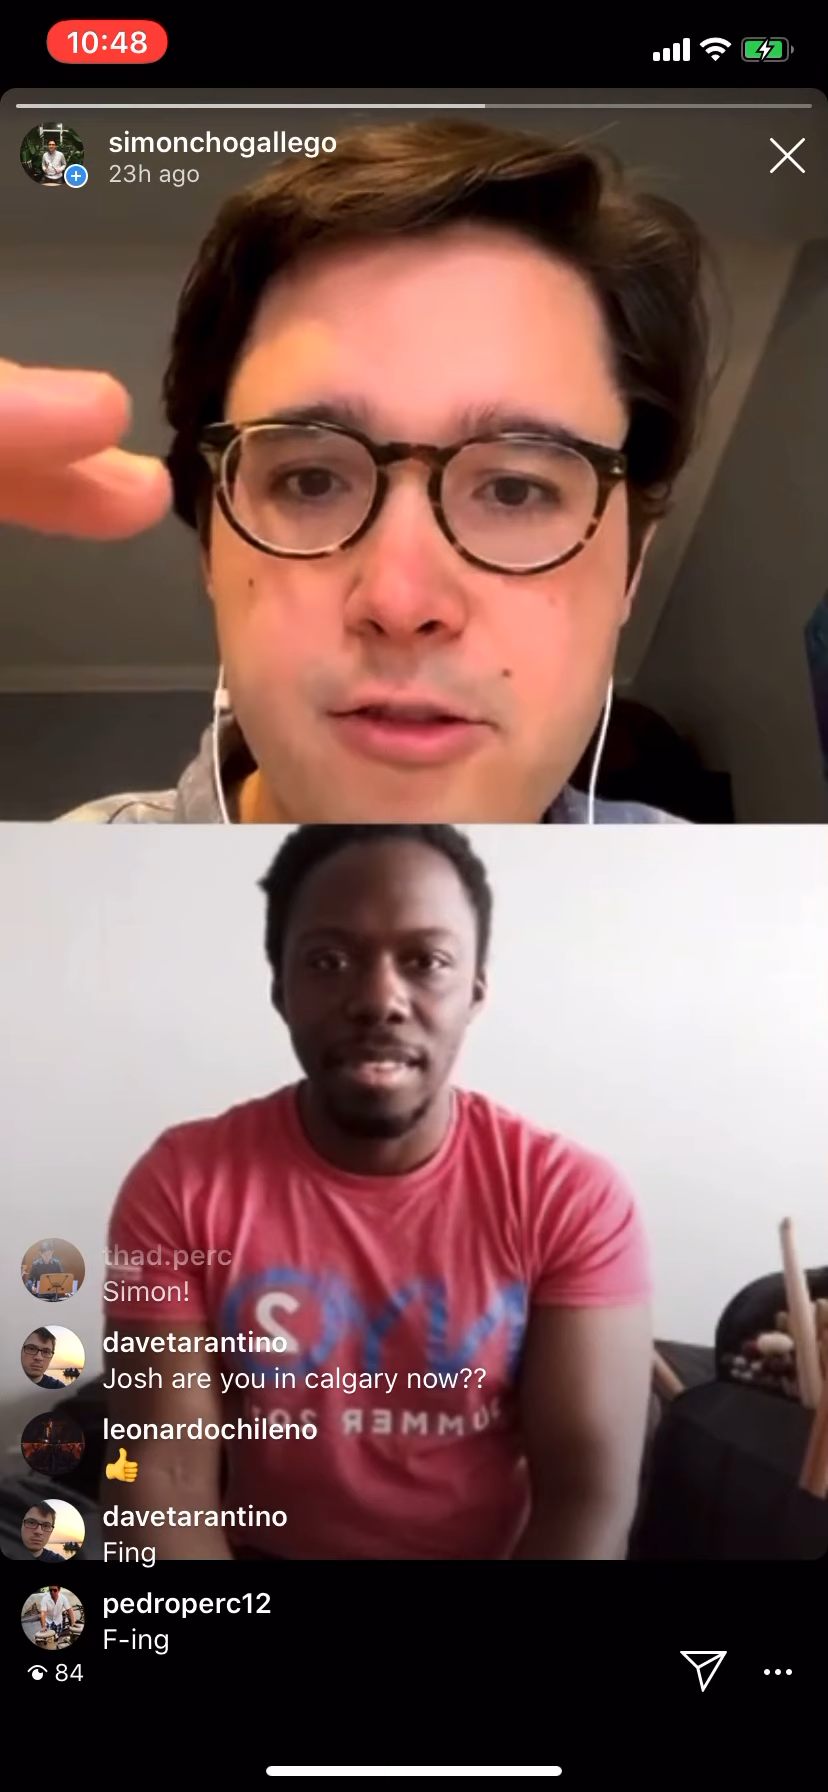 10:48
simonchogallego
23h ago
thad.perc
Simon!
NYO2
davetarantino
Josh are you in calgary now??
leonardochileno
👍
davetarantino
Fing
pedroperc12
F-ing
84